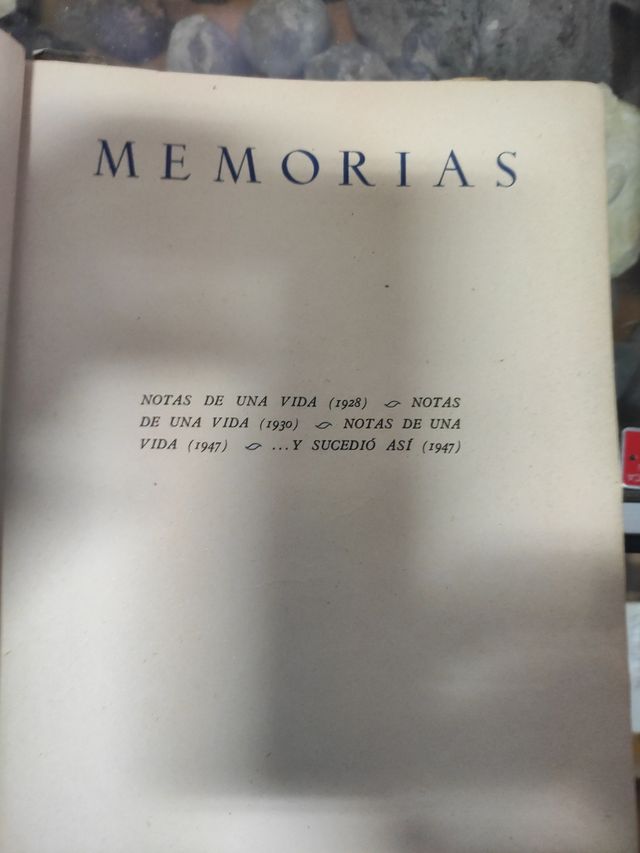 MEMORIAS
NOTAS DE UNA VIDA (1928) NOTAS
DE UNA VIDA (1930) NOTAS DE UNA
VIDA (1947) ...Y SUCEDIÓ ASÍ (1947)